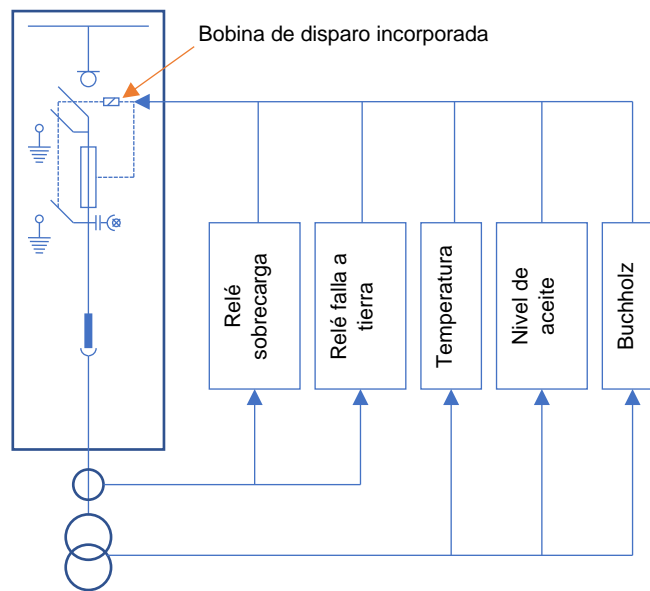 Bobina de disparo incorporada
Relé
sobrecarga
Relé falla a
tierra
Temperatura
Nivel de
aceite
Buchholz